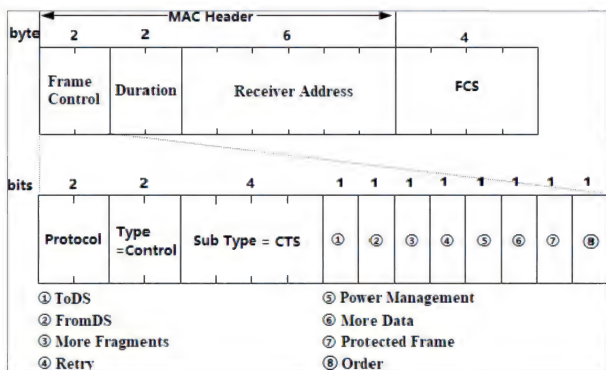 MAC Header
byte 2 2 6 4
Frame Control Duration Receiver Address FCS
bits 2 2 4 1 1 1 1 1 1 1 1
Protocol Type =Control Sub Type = CTS ① ② ③ ④ ⑤ ⑥ ⑦ ⑧
① ToDS ⑤ Power Management
② FromDS ⑥ More Data
③ More Fragments ⑦ Protected Frame
④ Retry ⑧ Order